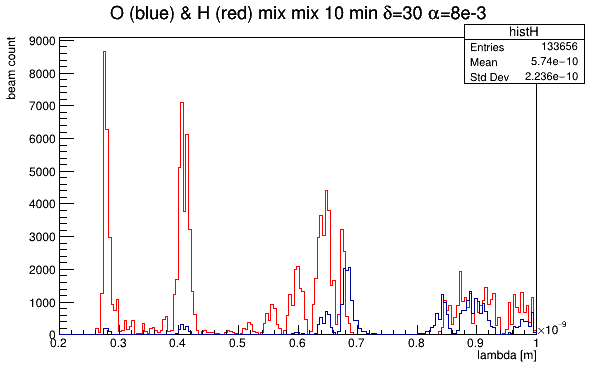 O (blue) & H (red) mix mix 10 min δ=30 α=8e-3
histH
Entries 133656
Mean 5.74e−10
Std Dev 2.236e−10
beam count
9000
8000
7000
6000
5000
4000
3000
2000
1000
0
0.2 0.3 0.4 0.5 0.6 0.7 0.8 0.9 1
×10⁻⁹
lambda [m]